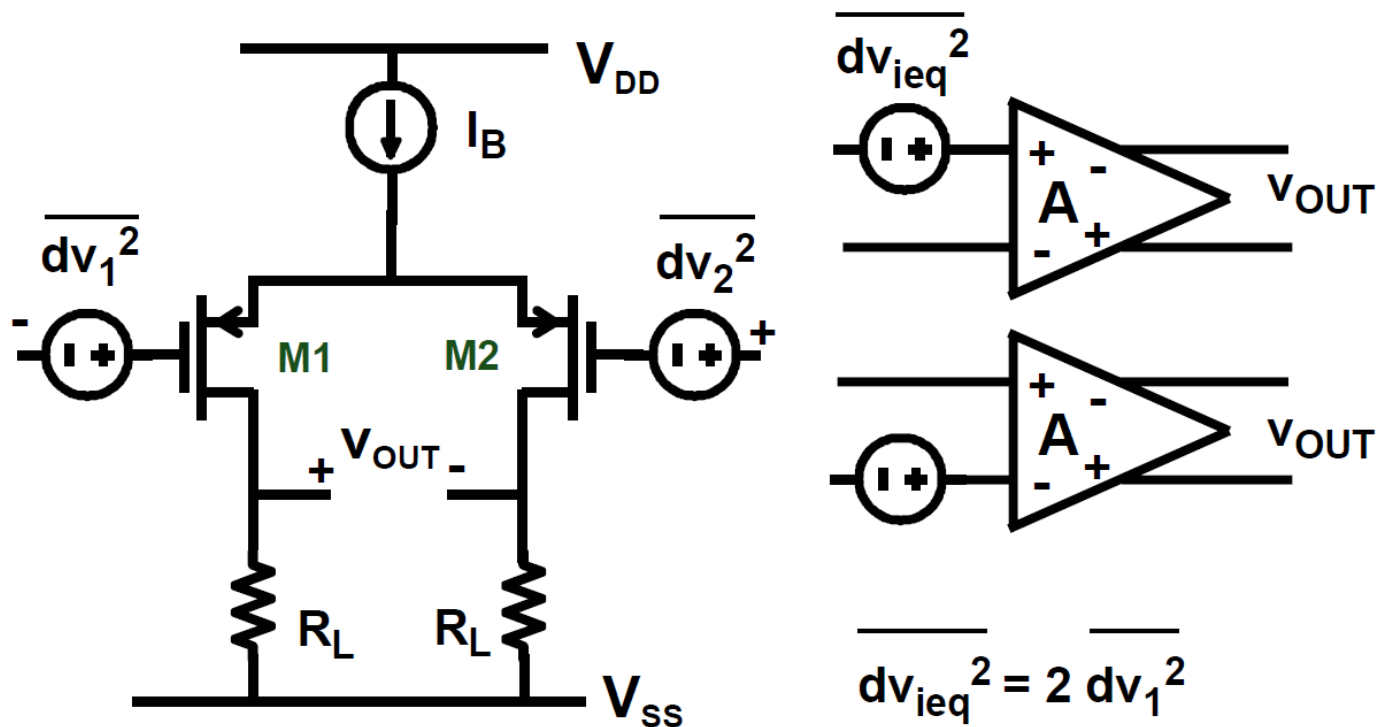 V_DD
I_B
dv_1^2
dv_2^2
-
- +
M1
M2
- +
+
+ v_OUT -
R_L
R_L
V_SS
dv_ieq^2
- +
+
-
A
-
+
v_OUT
+
-
A
- +
-
+
v_OUT
dv_ieq^2 = 2 dv_1^2